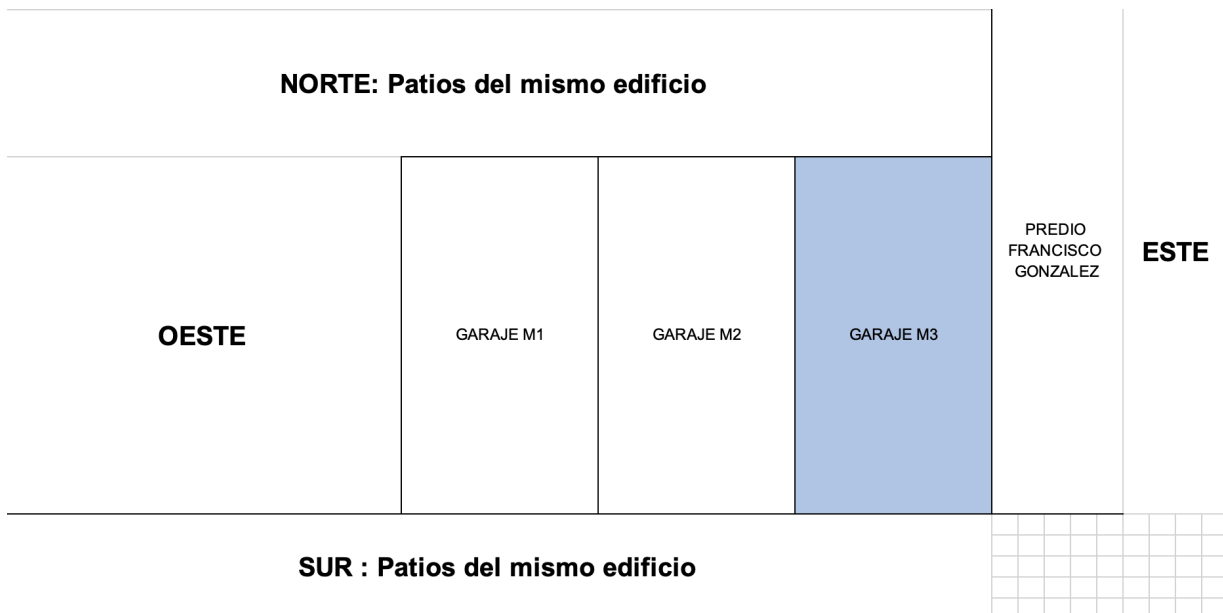 NORTE: Patios del mismo edificio
PREDIO
FRANCISCO
GONZALEZ
ESTE
OESTE
GARAJE M1
GARAJE M2
GARAJE M3
SUR : Patios del mismo edificio